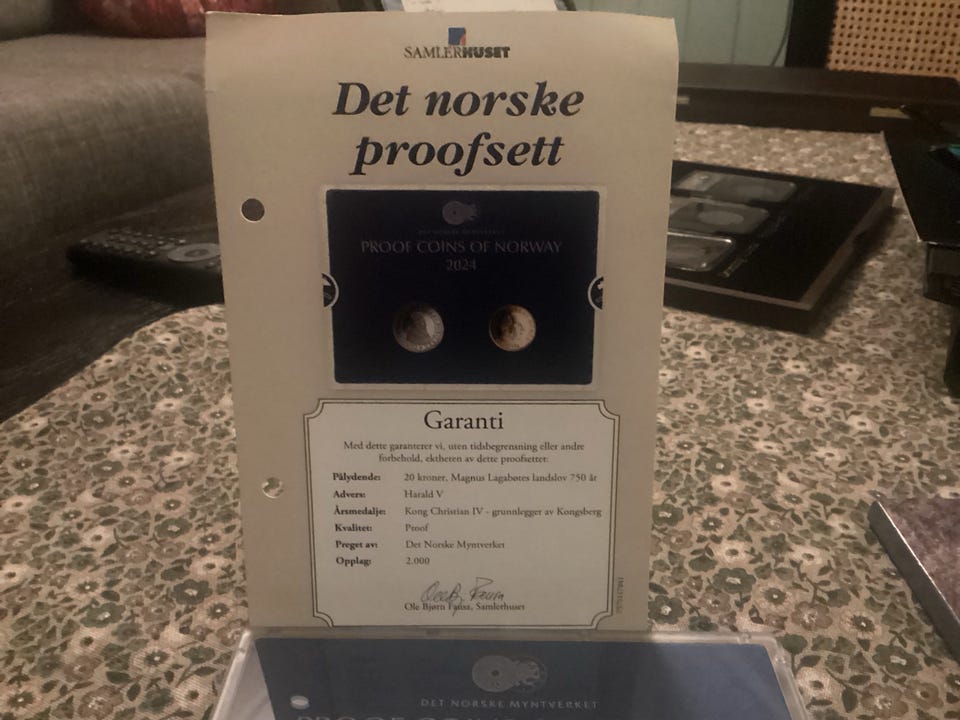 SAMLERHUSET
Det norske
proofsett
DET NORSKE MYNTVERKET
PROOF COINS OF NORWAY
2024
Garanti
Med dette garanterer vi, uten tidsbegrensning eller andre
forbehold, ektheten av dette proofsettet:
Pålydende: 20 kroner, Magnus Lagabøtes landslov 750 år
Advers: Harald V
Årsmedalje: Kong Christian IV - grunnlegger av Kongsberg
Kvalitet: Proof
Preget av: Det Norske Myntverket
Opplag: 2.000
Ole Bjørn Fausa, Samlerhuset
DET NORSKE MYNTVERKET